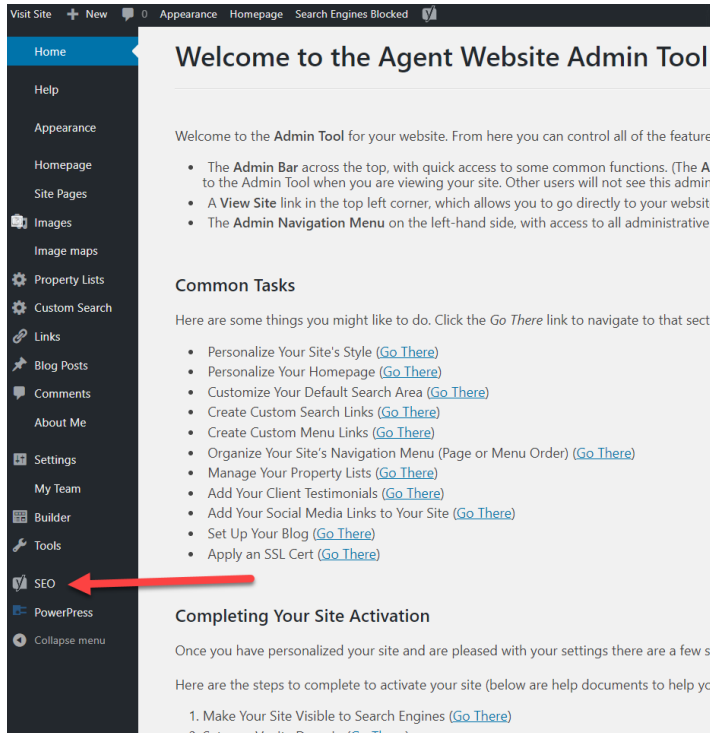 Visit Site + New 0 Appearance Homepage Search Engines Blocked
Home
Help
Appearance
Homepage
Site Pages
Images
Image maps
Property Lists
Custom Search
Links
Blog Posts
Comments
About Me
Settings
My Team
Builder
Tools
SEO
PowerPress
Collapse menu
Welcome to the Agent Website Admin Tool
Welcome to the Admin Tool for your website. From here you can control all of the feature
• The Admin Bar across the top, with quick access to some common functions. (The A
to the Admin Tool when you are viewing your site. Other users will not see this admin
• A View Site link in the top left corner, which allows you to go directly to your websit
• The Admin Navigation Menu on the left-hand side, with access to all administrative
Common Tasks
Here are some things you might like to do. Click the Go There link to navigate to that sect
• Personalize Your Site's Style (Go There)
• Personalize Your Homepage (Go There)
• Customize Your Default Search Area (Go There)
• Create Custom Search Links (Go There)
• Create Custom Menu Links (Go There)
• Organize Your Site’s Navigation Menu (Page or Menu Order) (Go There)
• Manage Your Property Lists (Go There)
• Add Your Client Testimonials (Go There)
• Add Your Social Media Links to Your Site (Go There)
• Set Up Your Blog (Go There)
• Apply an SSL Cert (Go There)
Completing Your Site Activation
Once you have personalized your site and are pleased with your settings there are a few s
Here are the steps to complete to activate your site (below are help documents to help yo
1. Make Your Site Visible to Search Engines (Go There)